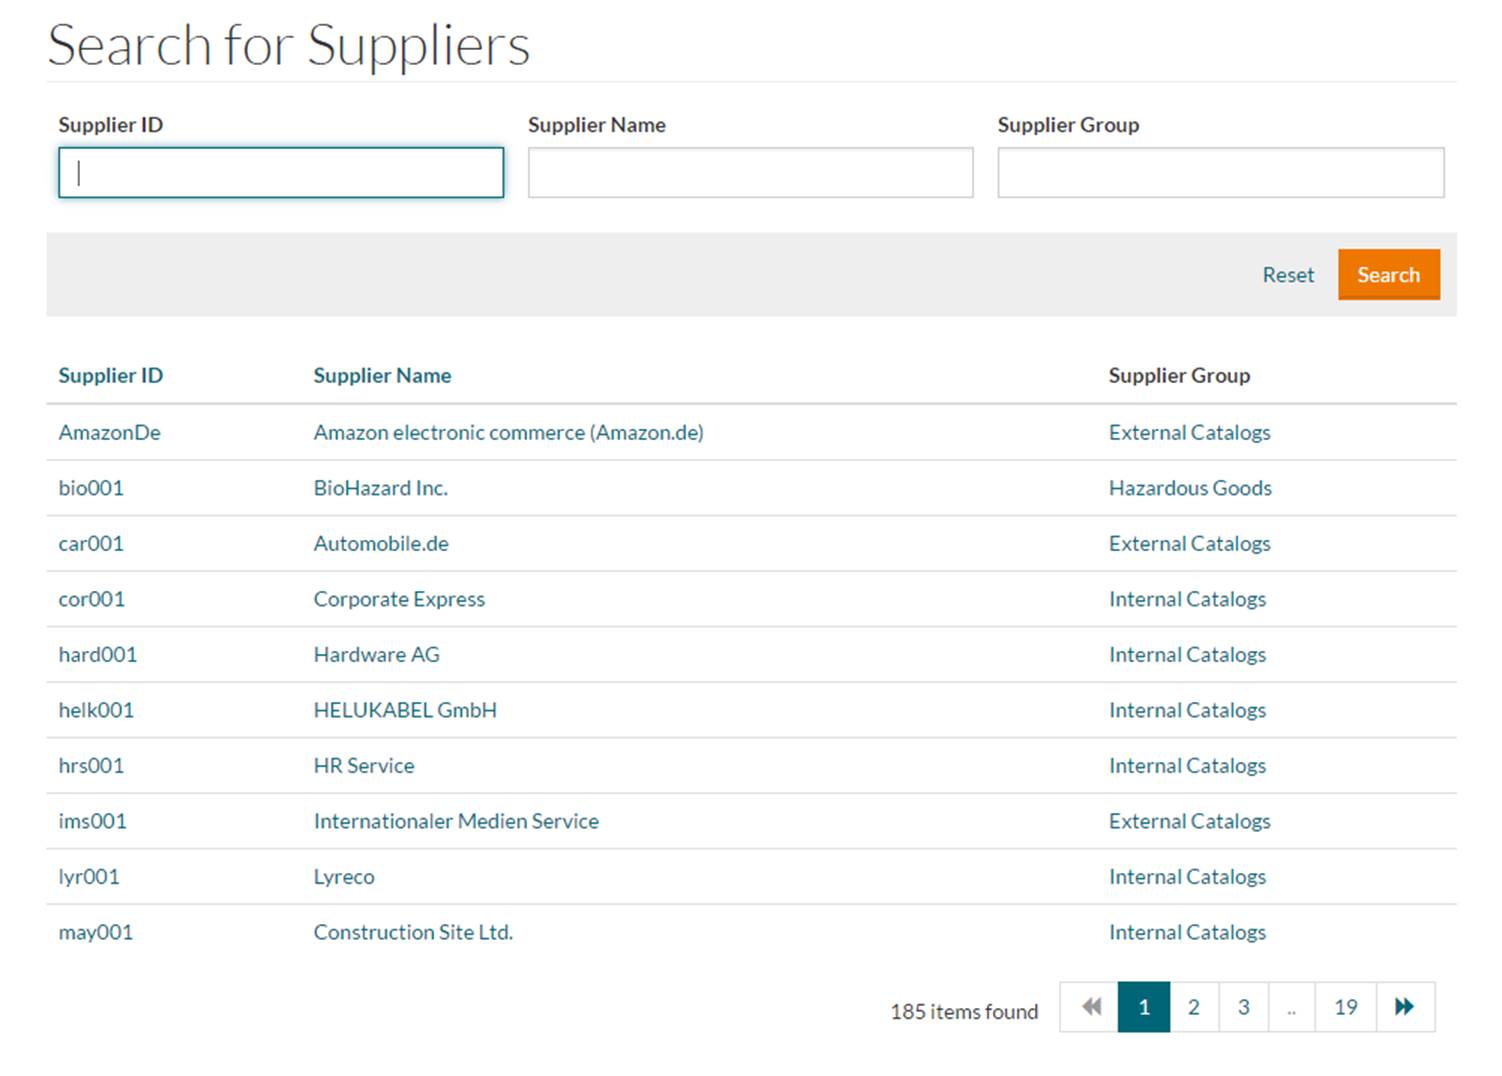 Search for Suppliers
Supplier ID Supplier Name Supplier Group
Reset Search
Supplier ID Supplier Name Supplier Group
AmazonDe Amazon electronic commerce (Amazon.de) External Catalogs
bio001 BioHazard Inc. Hazardous Goods
car001 Automobile.de External Catalogs
cor001 Corporate Express Internal Catalogs
hard001 Hardware AG Internal Catalogs
helk001 HELUKABEL GmbH Internal Catalogs
hrs001 HR Service Internal Catalogs
ims001 Internationaler Medien Service External Catalogs
lyr001 Lyreco Internal Catalogs
may001 Construction Site Ltd. Internal Catalogs
185 items found 1 2 3 .. 19